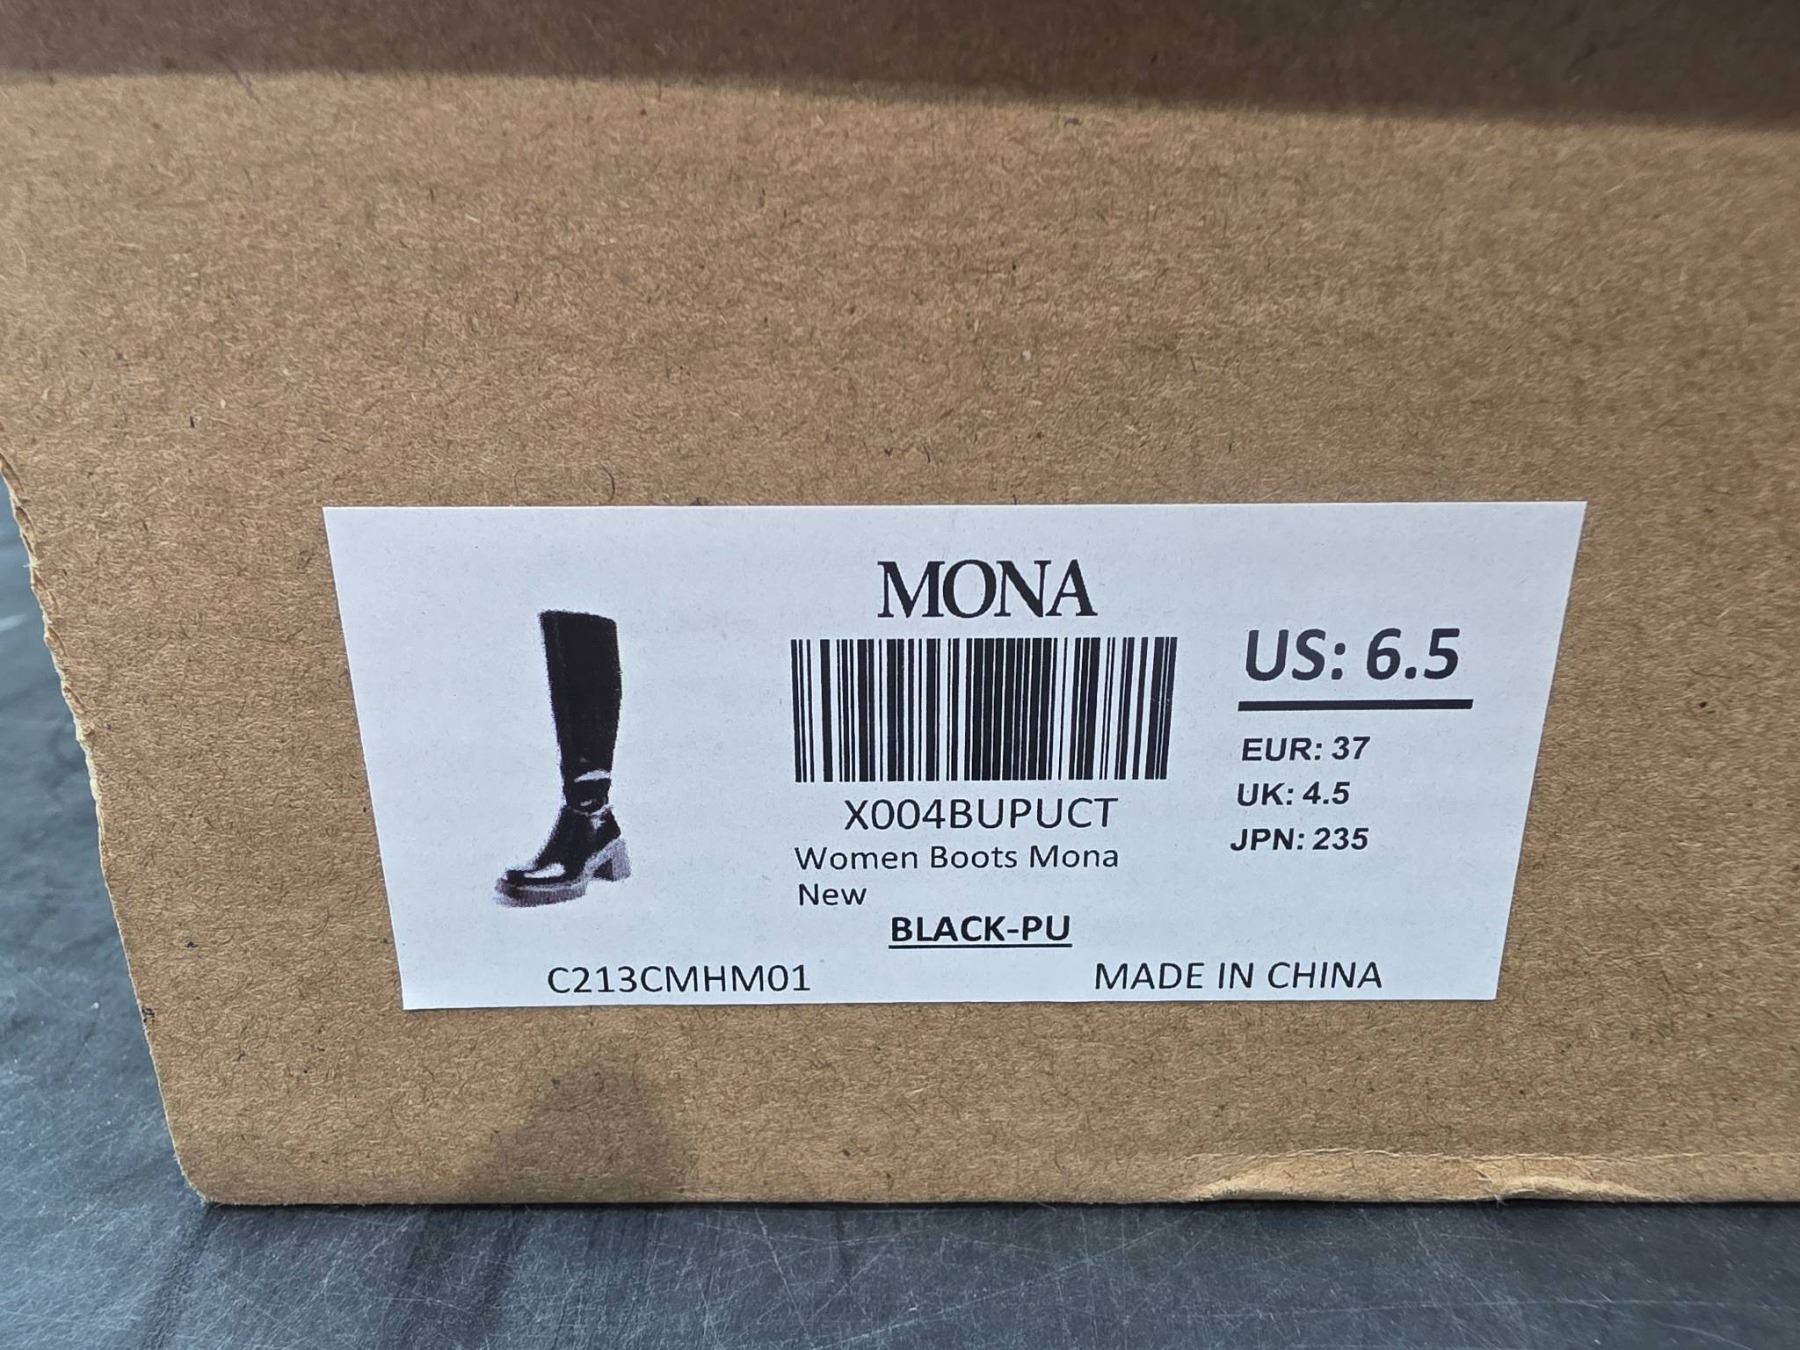 MONA
X004BUPUCT
Women Boots Mona
New
BLACK-PU
US: 6.5
EUR: 37
UK: 4.5
JPN: 235
C213CMHM01
MADE IN CHINA